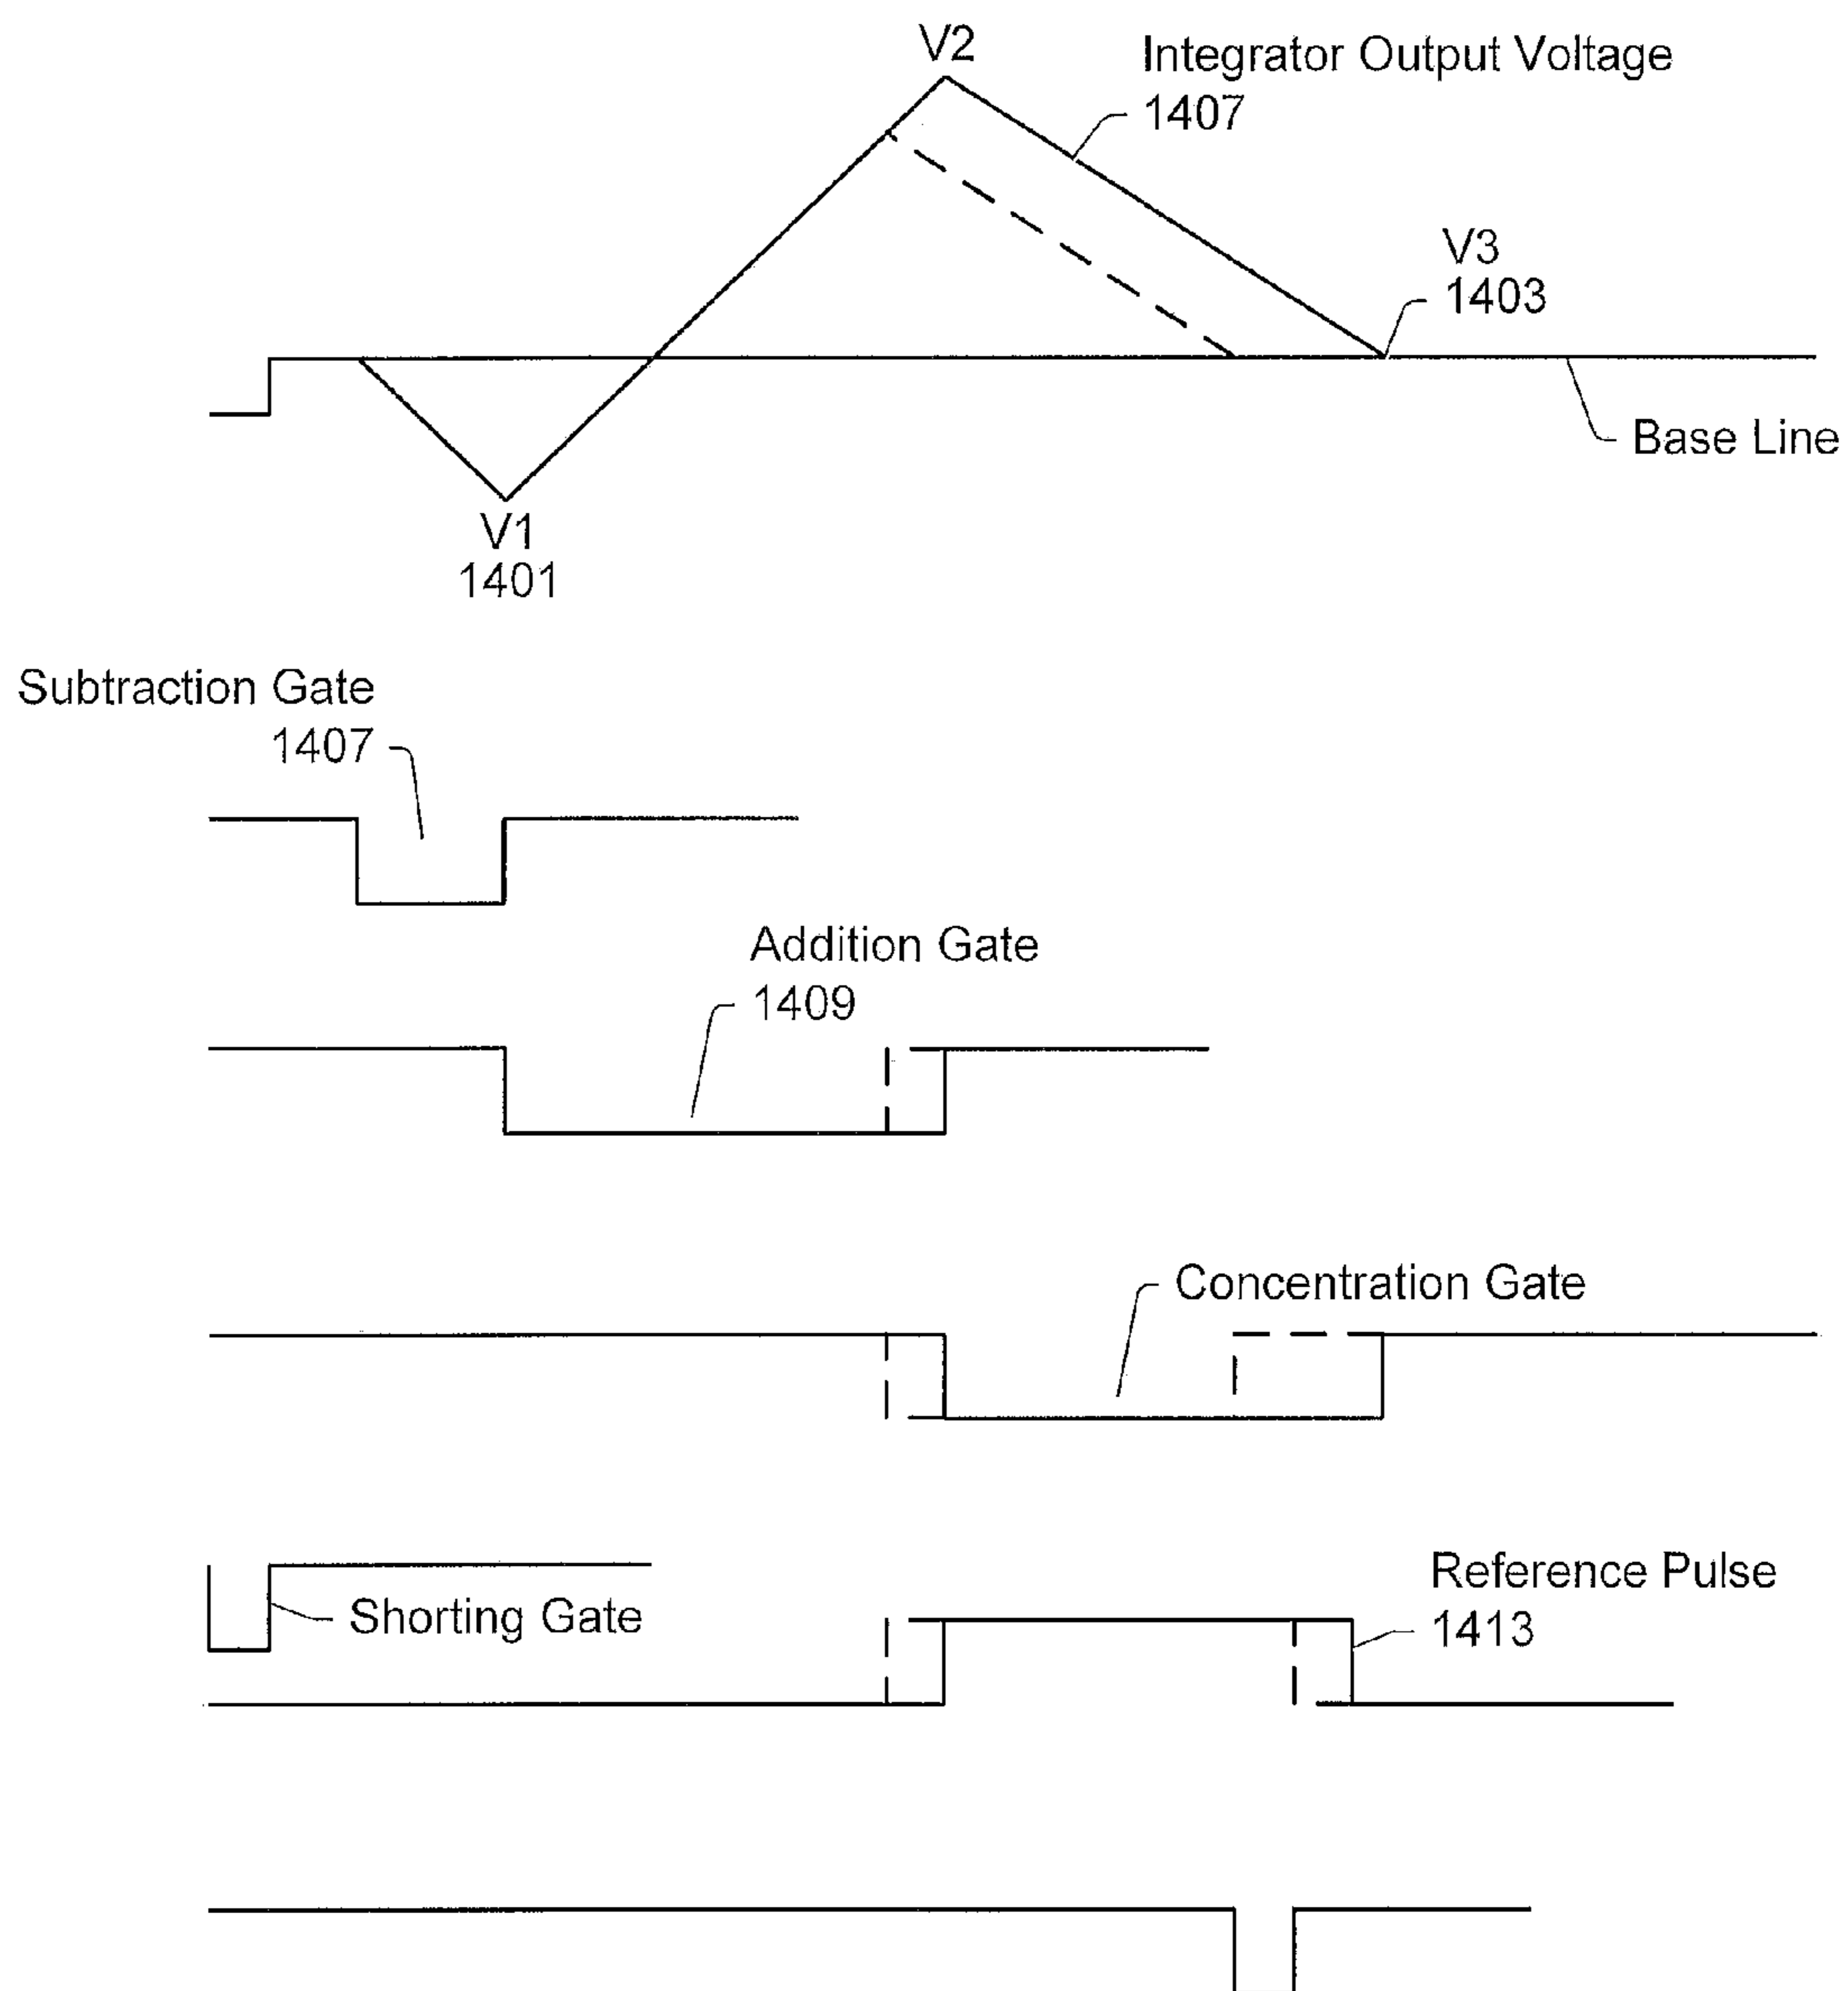 V2
Integrator Output Voltage
1407
V3
1403
Base Line
V1
1401
Subtraction Gate
1407
Addition Gate
1409
Concentration Gate
Shorting Gate
Reference Pulse
1413